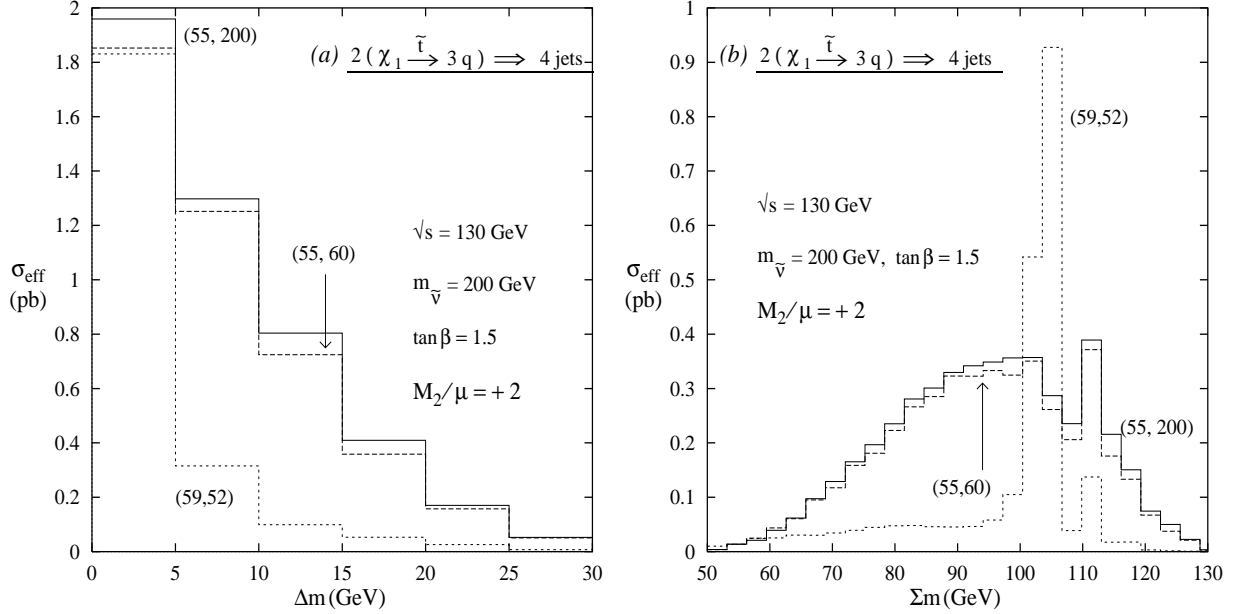 2
1.8
1.6
1.4
1.2
1
0.8
0.6
0.4
0.2
0
σeff
(pb)
(55, 200)
(a) 2 ( χ1 t̃→ 3 q ) ⟹ 4 jets
√s = 130 GeV
(55, 60)
mν̃ = 200 GeV
tan β = 1.5
M2/μ = + 2
(59,52)
0 5 10 15 20 25 30
Δm (GeV)
1
0.9
0.8
0.7
0.6
0.5
0.4
0.3
0.2
0.1
0
σeff
(pb)
(b) 2 ( χ1 t̃→ 3 q ) ⟹ 4 jets
(59,52)
√s = 130 GeV
mν̃ = 200 GeV, tan β = 1.5
M2/μ = + 2
(55, 200)
(55,60)
50 60 70 80 90 100 110 120 130
Σm (GeV)